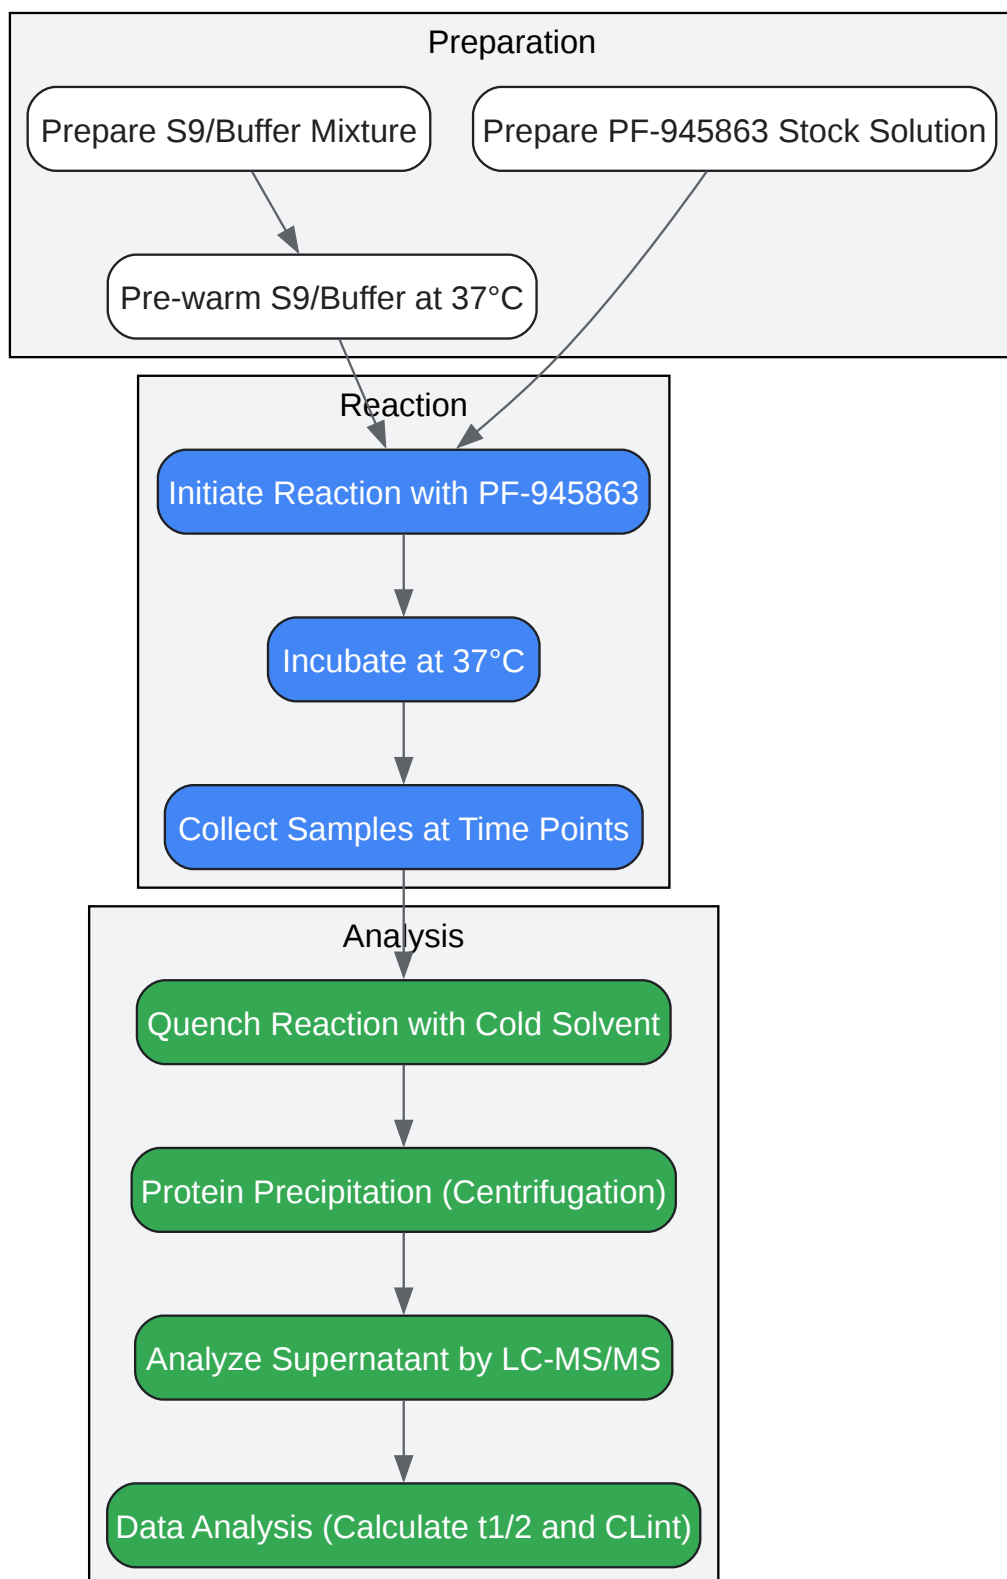 Preparation
Prepare S9/Buffer Mixture
Prepare PF-945863 Stock Solution
Pre-warm S9/Buffer at 37°C
Reaction
Initiate Reaction with PF-945863
Incubate at 37°C
Collect Samples at Time Points
Analysis
Quench Reaction with Cold Solvent
Protein Precipitation (Centrifugation)
Analyze Supernatant by LC-MS/MS
Data Analysis (Calculate t1/2 and CLint)